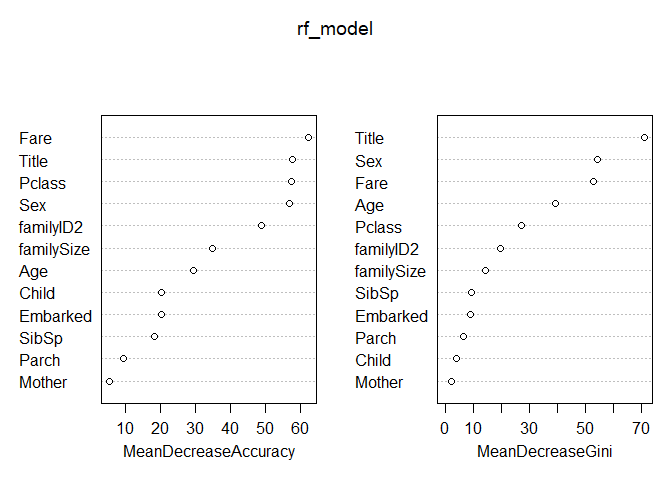 rf_model
Fare
Title
Pclass
Sex
familyID2
familySize
Age
Child
Embarked
SibSp
Parch
Mother
10 20 30 40 50 60
MeanDecreaseAccuracy
Title
Sex
Fare
Age
Pclass
familyID2
familySize
SibSp
Embarked
Parch
Child
Mother
0 10 30 50 70
MeanDecreaseGini